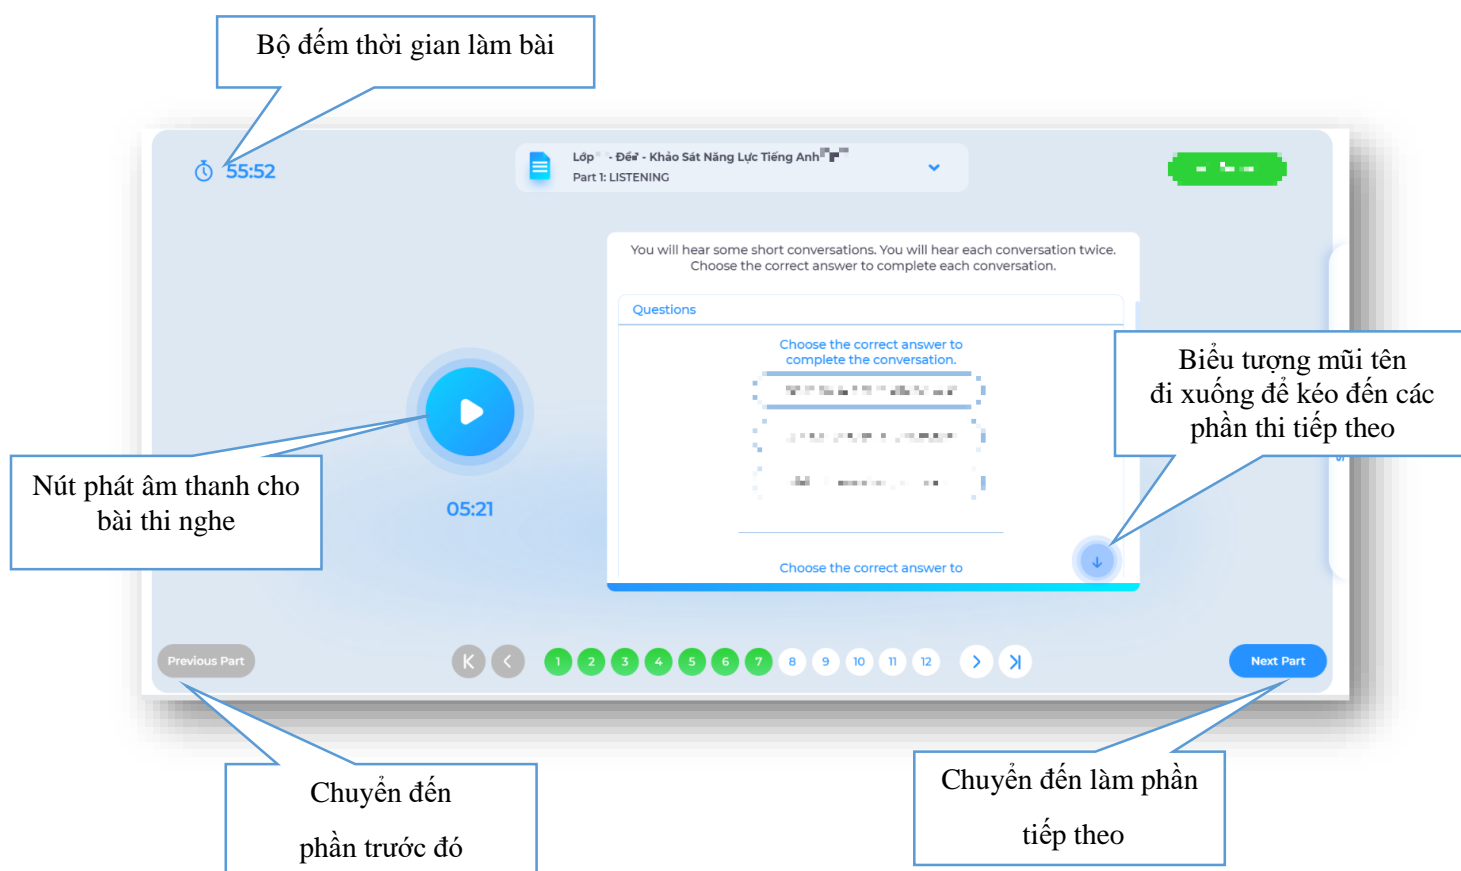 Bộ đếm thời gian làm bài
55:52
Lớp - Đề - Khảo Sát Năng Lực Tiếng Anh
Part 1: LISTENING
You will hear some short conversations. You will hear each conversation twice.
Choose the correct answer to complete each conversation.
Questions
Choose the correct answer to
complete the conversation.
Biểu tượng mũi tên
đi xuống để kéo đến các
phần thi tiếp theo
Nút phát âm thanh cho
bài thi nghe
05:21
Choose the correct answer to
Previous Part
1 2 3 4 5 6 7 8 9 10 11 12
Next Part
Chuyển đến
phần trước đó
Chuyển đến làm phần
tiếp theo